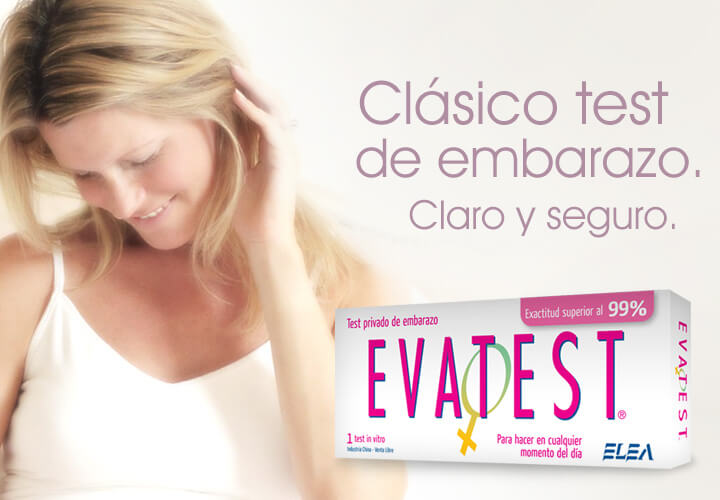 Clásico test
de embarazo.
Claro y seguro.
Exactitud superior al 99%
Test privado de embarazo
EVATEST®
1 test in vitro
Industria China - Venta Libre
Para hacer en cualquier
momento del día
ELEA
EVATEST